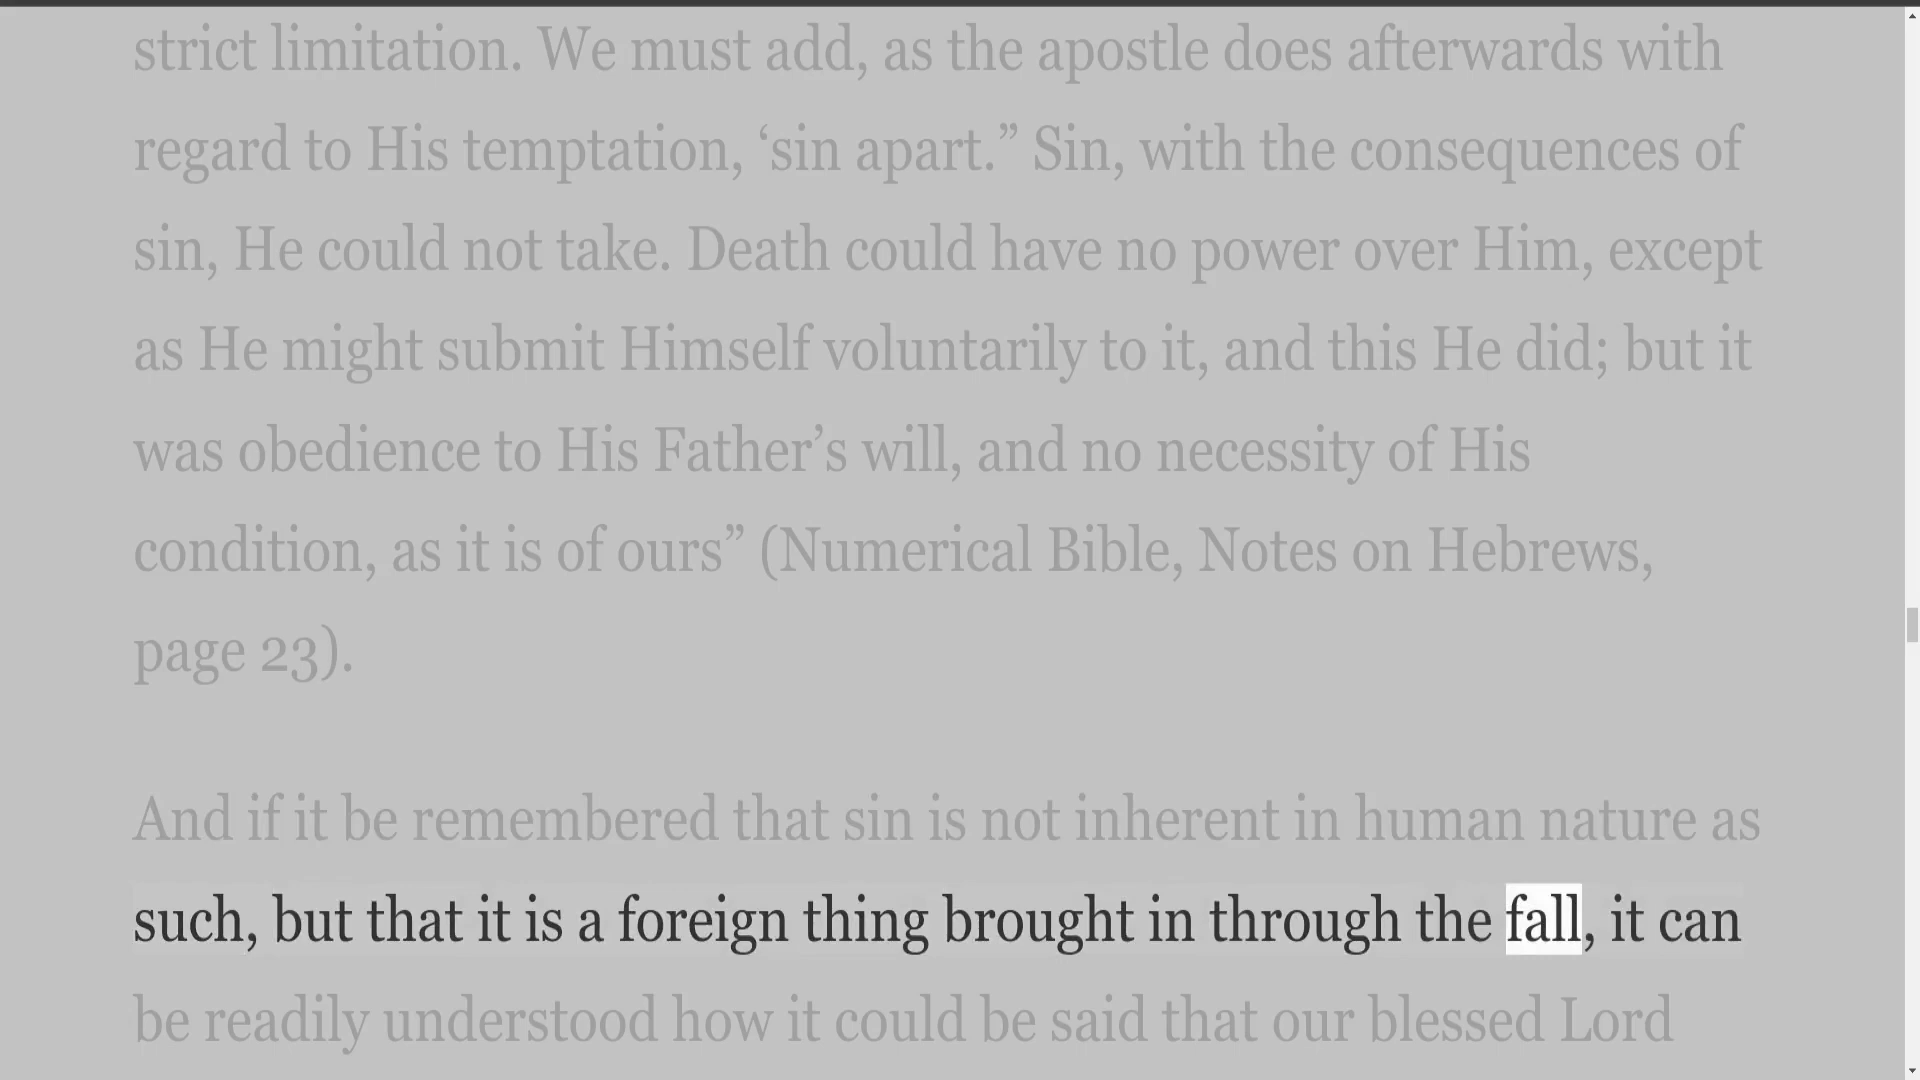 strict limitation. We must add, as the apostle does afterwards with
regard to His temptation, ‘sin apart.” Sin, with the consequences of
sin, He could not take. Death could have no power over Him, except
as He might submit Himself voluntarily to it, and this He did; but it
was obedience to His Father’s will, and no necessity of His
condition, as it is of ours” (Numerical Bible, Notes on Hebrews,
page 23).
And if it be remembered that sin is not inherent in human nature as
such, but that it is a foreign thing brought in through the fall, it can
be readily understood how it could be said that our blessed Lord